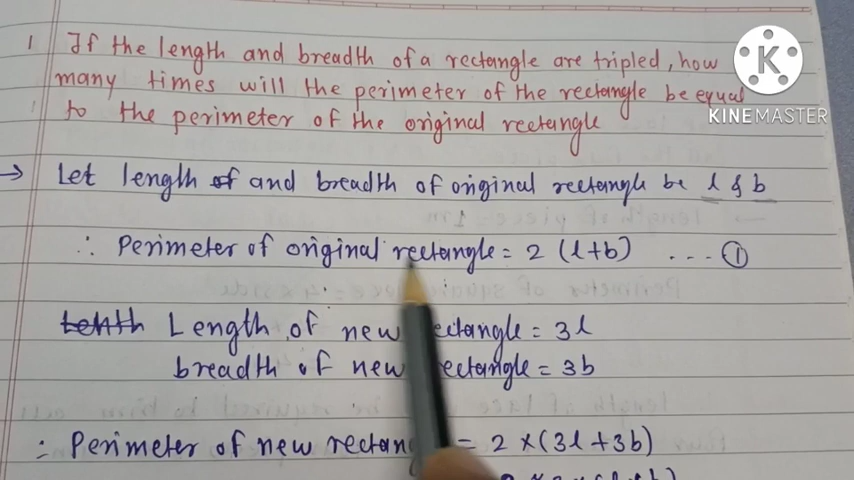 1 If the length and breadth of a rectangle are tripled, how
many times will the perimeter of the rectangle be equal
to the perimeter of the original rectangle
K
KINEMASTER
→ Let length of and breadth of original rectangle be l & b
∴ Perimeter of original rectangle = 2 (l+b) ... ①
Length of new rectangle = 3l
breadth of new rectangle = 3b
∴ Perimeter of new rectang = 2 × (3l + 3b)